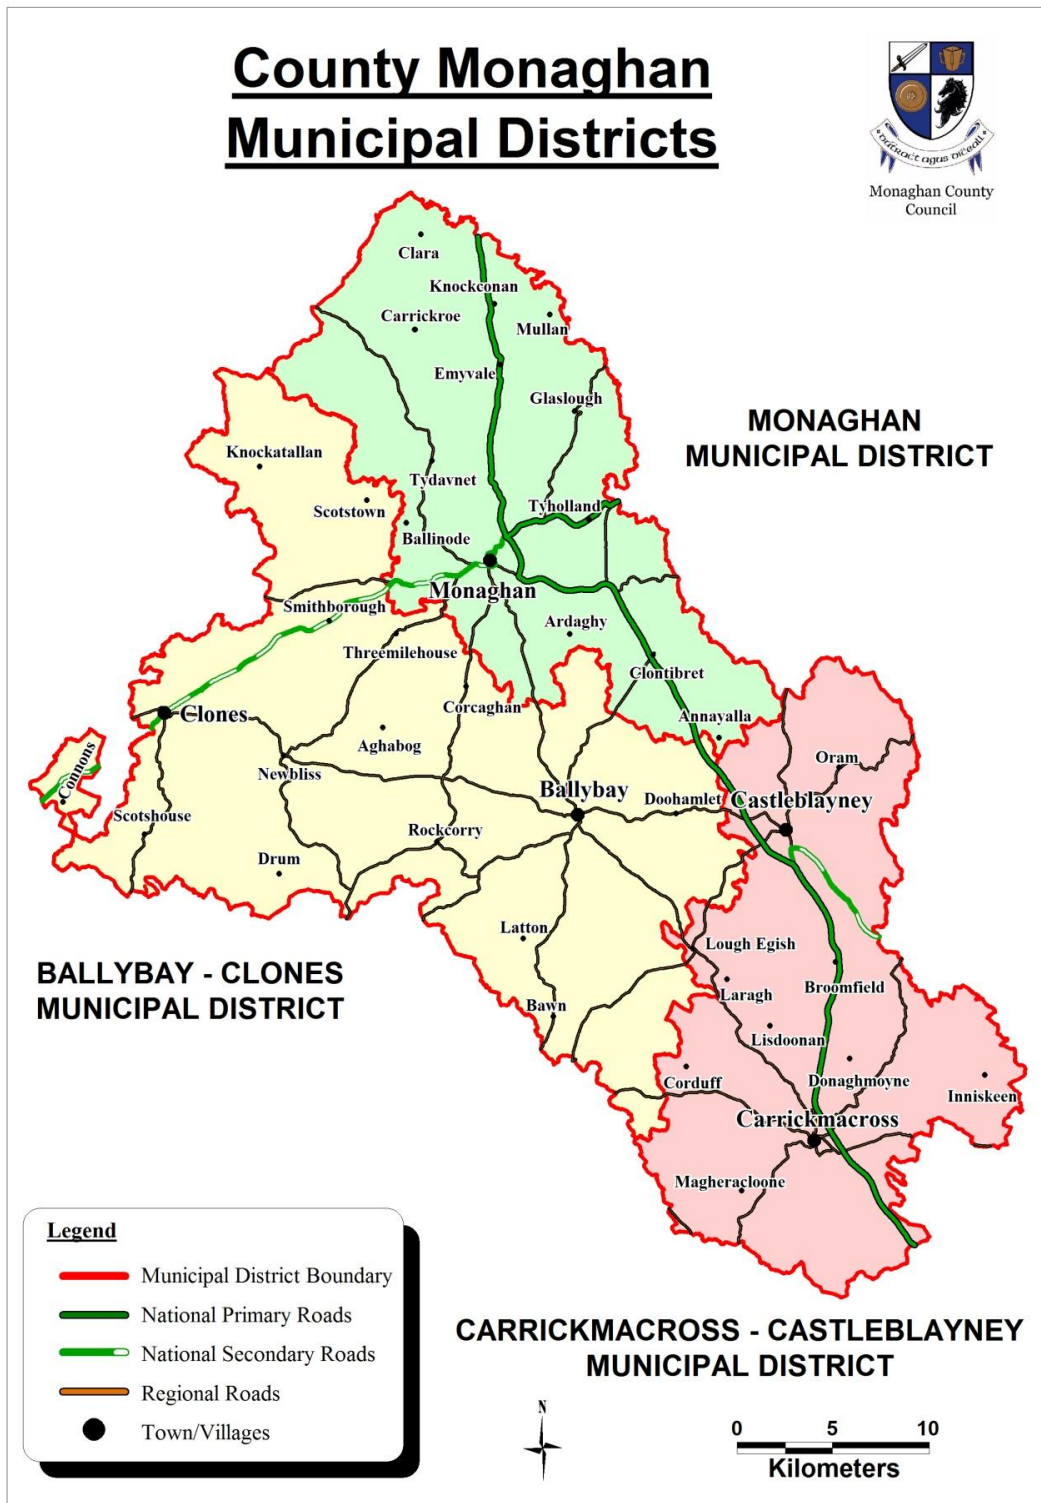 County Monaghan
Municipal Districts
Dúthracht agus Dícheall
Monaghan County
Council
Clara
Knockconan
Carrickroe
Mullan
Emyvale
Glaslough
MONAGHAN
MUNICIPAL DISTRICT
Knockatallan
Tydavnet
Scotstown
Tyholland
Ballinode
Monaghan
Smithborough
Ardaghy
Threemilehouse
Clontibret
Corcaghan
Clones
Annayalla
Aghabog
Connons
Oram
Newbliss
Ballybay
Doohamlet
Castleblayney
Scotshouse
Rockcorry
Drum
Latton
Lough Egish
BALLYBAY - CLONES
MUNICIPAL DISTRICT
Broomfield
Laragh
Bawn
Lisdoonan
Corduff
Donaghmoyne
Inniskeen
Carrickmacross
Magheracloone
Legend
Municipal District Boundary
National Primary Roads
National Secondary Roads
Regional Roads
Town/Villages
CARRICKMACROSS - CASTLEBLAYNEY
MUNICIPAL DISTRICT
N
0 5 10
Kilometers